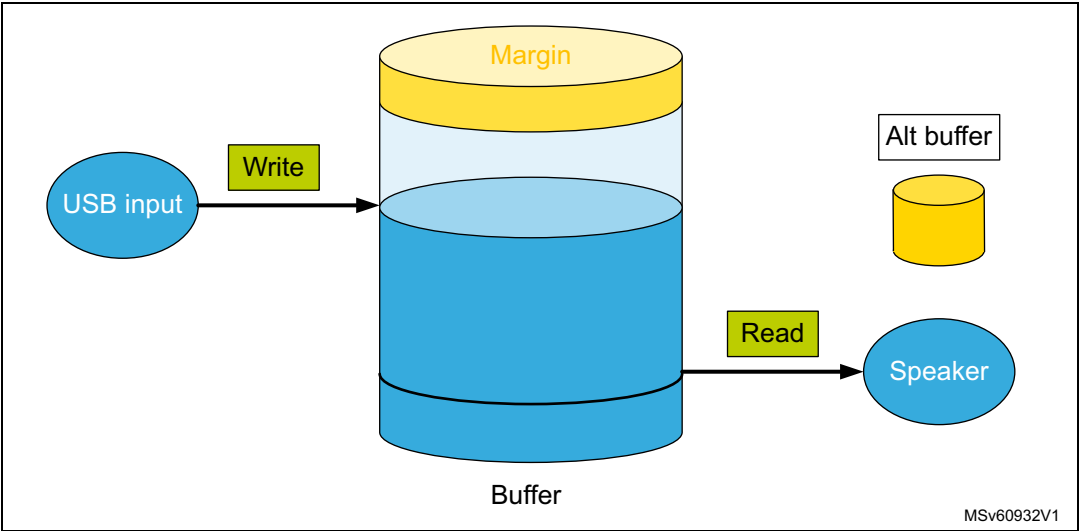 Margin
Alt buffer
Write
USB input
Read
Speaker
Buffer
MSv60932V1